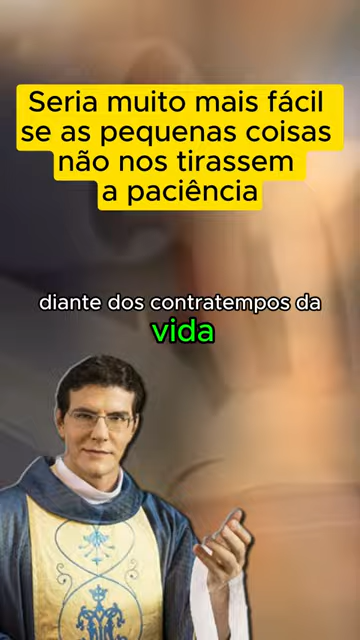 Seria muito mais fácil
se as pequenas coisas
não nos tirassem
a paciência
diante dos contratempos da
vida